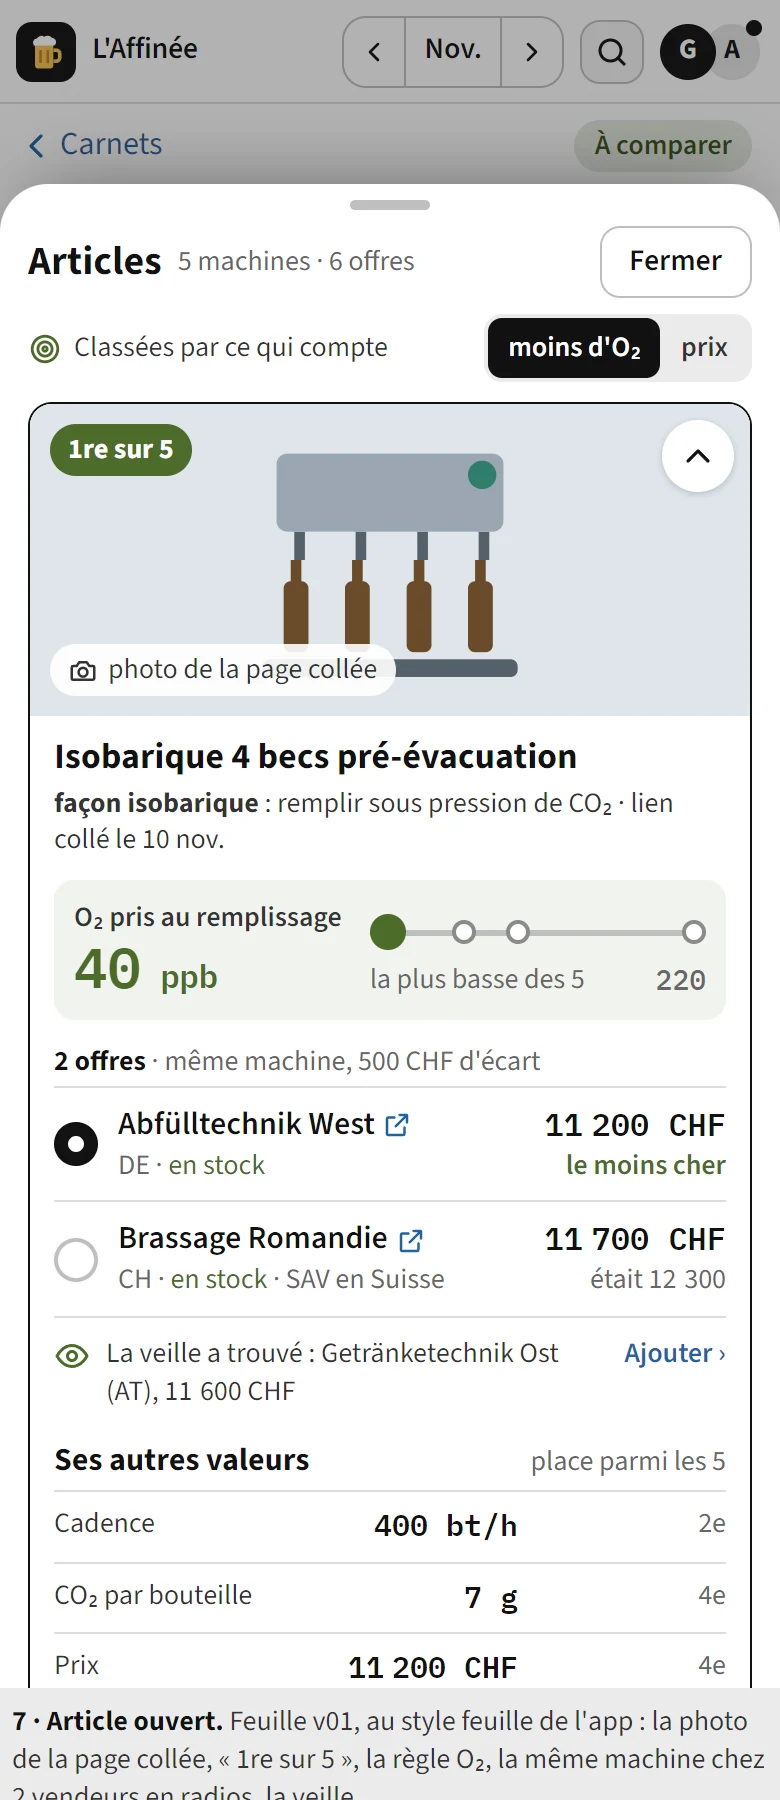 L'Affinée
Nov.
G
A
Carnets
À comparer
Articles 5 machines · 6 offres
Fermer
Classées par ce qui compte
moins d'O₂
prix
1re sur 5
photo de la page collée
Isobarique 4 becs pré-évacuation
façon isobarique : remplir sous pression de CO₂ · lien
collé le 10 nov.
O₂ pris au remplissage
40 ppb
la plus basse des 5
220
2 offres · même machine, 500 CHF d'écart
Abfülltechnik West
11 200 CHF
DE · en stock
le moins cher
Brassage Romandie
11 700 CHF
CH · en stock · SAV en Suisse
était 12 300
La veille a trouvé : Getränketechnik Ost
(AT), 11 600 CHF
Ajouter ›
Ses autres valeurs
place parmi les 5
Cadence 400 bt/h 2e
CO₂ par bouteille 7 g 4e
Prix 11 200 CHF 4e
7 · Article ouvert. Feuille v01, au style feuille de l'app : la photo
de la page collée, « 1re sur 5 », la règle O₂, la même machine chez
2 vendeurs en radios, la veille